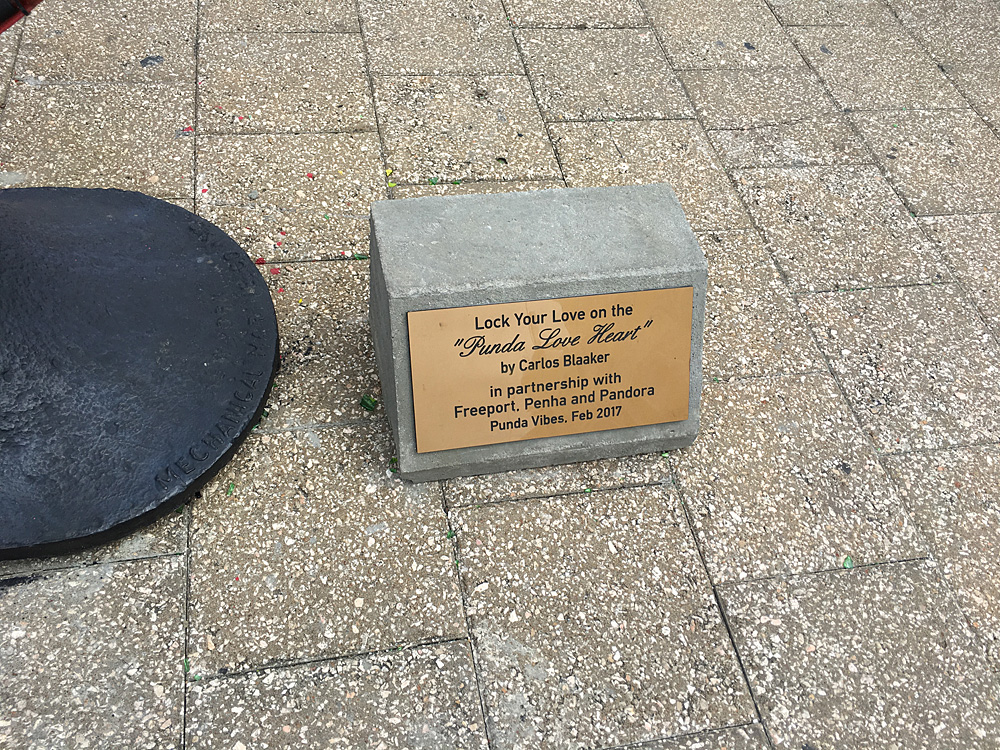 Lock Your Love on the
"Punda Love Heart"
by Carlos Blaaker
in partnership with
Freeport, Penha and Pandora
Punda Vibes, Feb 2017
MECHANICAL